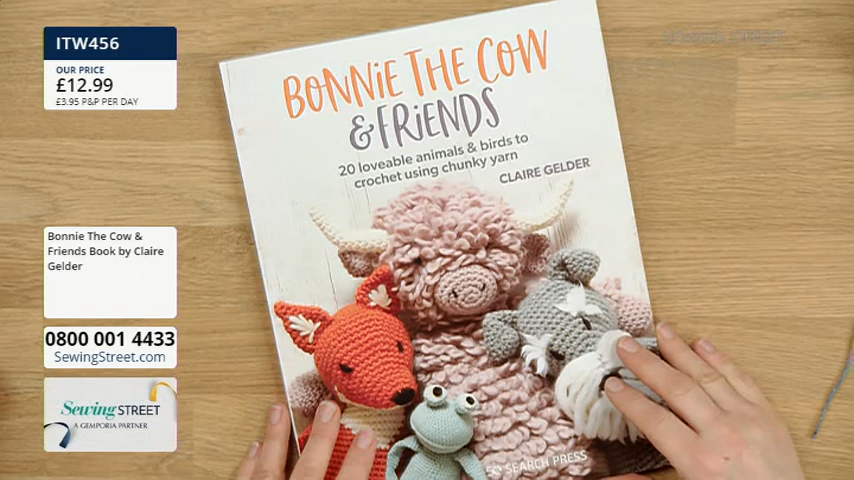 ITW456
OUR PRICE
£12.99
£3.95 P&P PER DAY
Bonnie The Cow &
Friends Book by Claire
Gelder
0800 001 4433
SewingStreet.com
Sewing STREET
A GEMPORIA PARTNER
BONNIE THE COW
& FRIENDS
20 loveable animals & birds to
crochet using chunky yarn
CLAIRE GELDER
SEARCH PRESS